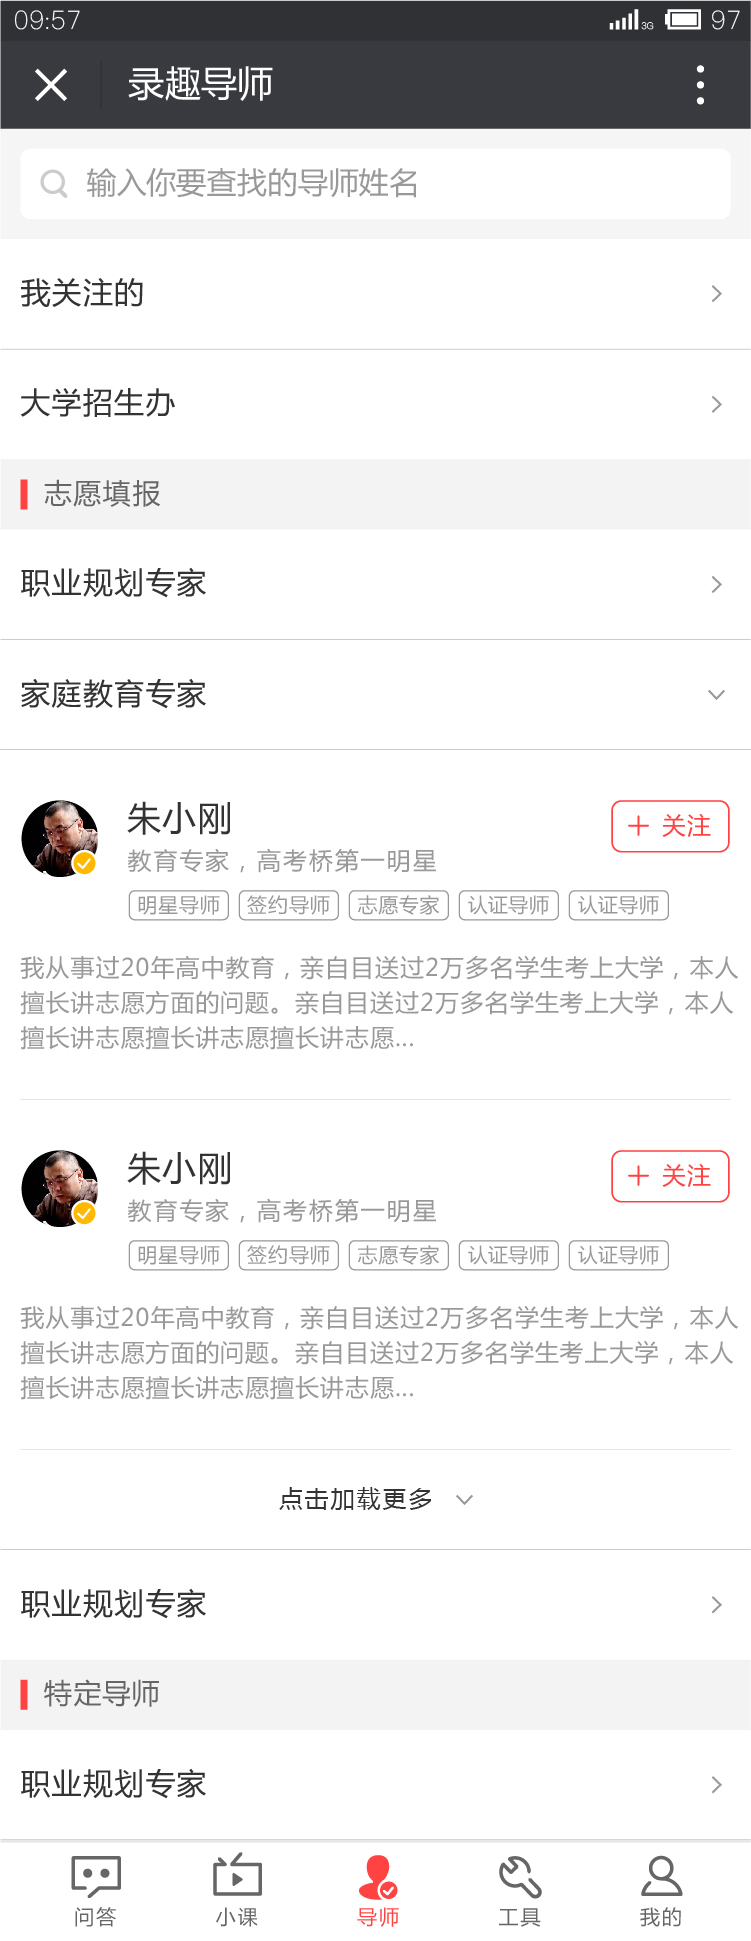 09:57
3G
97
录趣导师
输入你要查找的导师姓名
我关注的
大学招生办
志愿填报
职业规划专家
家庭教育专家
朱小刚
关注
教育专家，高考桥第一明星
明星导师 签约导师 志愿专家 认证导师 认证导师
我从事过20年高中教育，亲自目送过2万多名学生考上大学，本人
擅长讲志愿方面的问题。亲自目送过2万多名学生考上大学，本人
擅长讲志愿擅长讲志愿擅长讲志愿...
朱小刚
关注
教育专家，高考桥第一明星
明星导师 签约导师 志愿专家 认证导师 认证导师
我从事过20年高中教育，亲自目送过2万多名学生考上大学，本人
擅长讲志愿方面的问题。亲自目送过2万多名学生考上大学，本人
擅长讲志愿擅长讲志愿擅长讲志愿...
点击加载更多
职业规划专家
特定导师
职业规划专家
问答 小课 导师 工具 我的